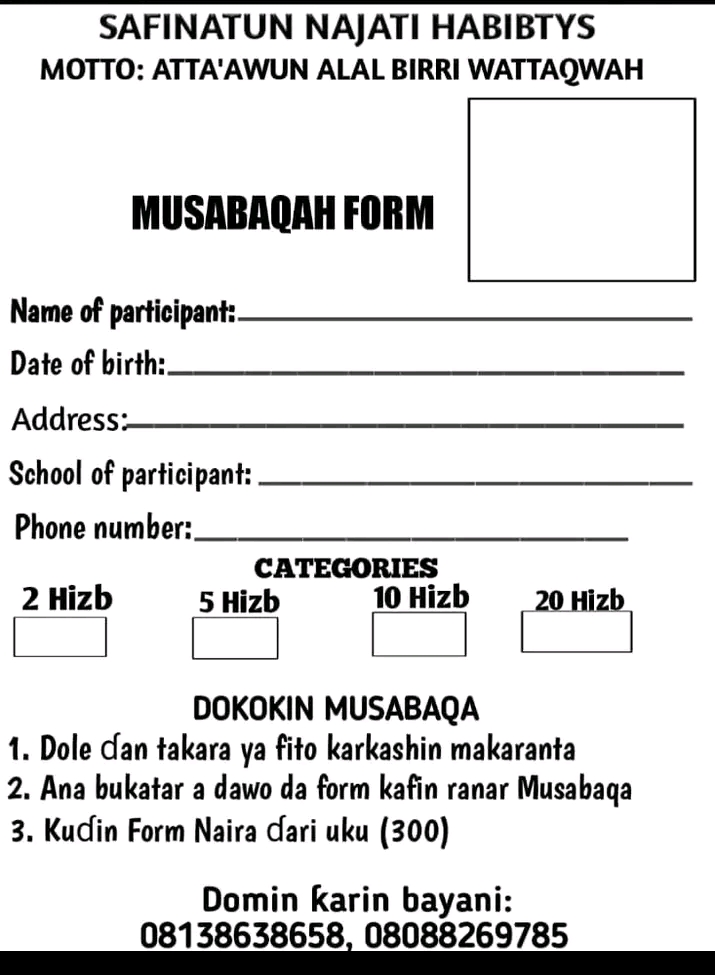 SAFINATUN NAJATI HABIBTYS
MOTTO: ATTA'AWUN ALAL BIRRI WATTAQWAH
MUSABAQAH FORM
Name of participant:
Date of birth:
Address:
School of participant:
Phone number:
CATEGORIES
2 Hizb 5 Hizb 10 Hizb 20 Hizb
DOKOKIN MUSABAQA
1. Dole ɗan takara ya fito karkashin makaranta
2. Ana bukatar a dawo da form kafin ranar Musabaqa
3. Kuɗin Form Naira ɗari uku (300)
Domin ƙarin bayani:
08138638658, 08088269785